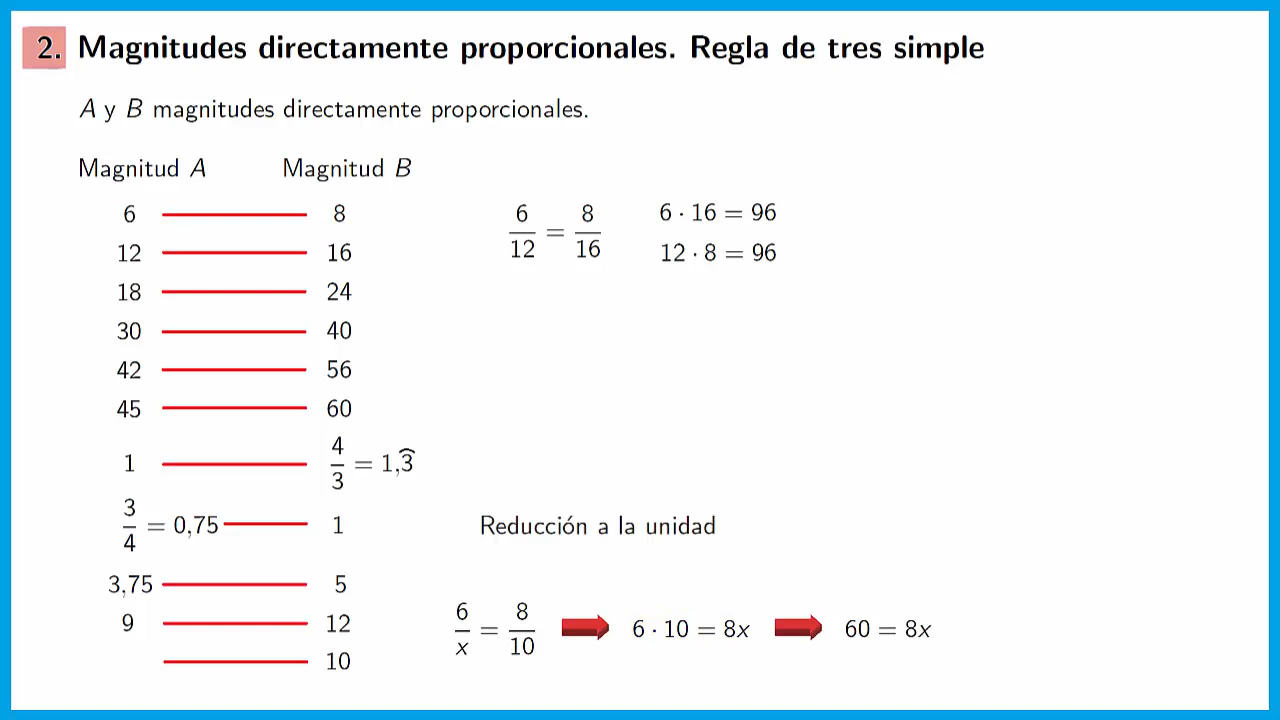 2. Magnitudes directamente proporcionales. Regla de tres simple
A y B magnitudes directamente proporcionales.
Magnitud A Magnitud B
6 8
12 16
18 24
30 40
42 56
45 60
1 4/3 = 1,3̑
3/4 = 0,75 1
3,75 5
9 12
10
6/12 = 8/16
6 · 16 = 96
12 · 8 = 96
Reducción a la unidad
6/x = 8/10 6 · 10 = 8x 60 = 8x